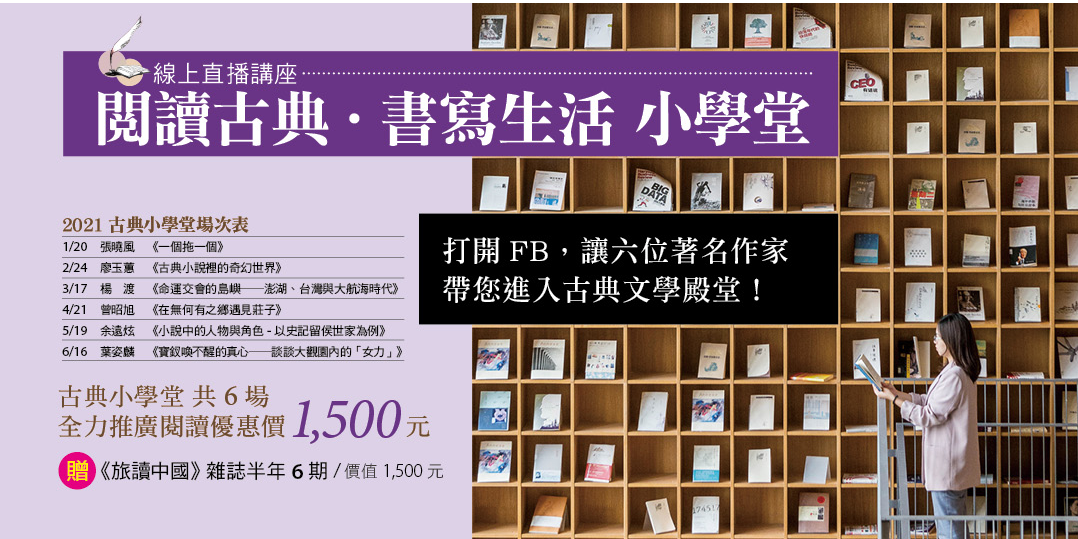 線上直播講座
閱讀古典・書寫生活 小學堂
2021 古典小學堂場次表
1/20 張曉風 《一個拖一個》
2/24 廖玉蕙 《古典小說裡的奇幻世界》
3/17 楊 渡 《命運交會的島嶼──澎湖、台灣與大航海時代》
4/21 曾昭旭 《在無何有之鄉遇見莊子》
5/19 余遠炫 《小說中的人物與角色 - 以史記留侯世家為例》
6/16 葉姿麟 《寶釵喚不醒的真心──談談大觀園內的「女力」》
打開 FB，讓六位著名作家
帶您進入古典文學殿堂！
古典小學堂 共 6 場
全力推廣閱讀優惠價 1,500 元
贈《旅讀中國》雜誌半年 6 期 / 價值 1,500 元
CEO
BIG
DATA